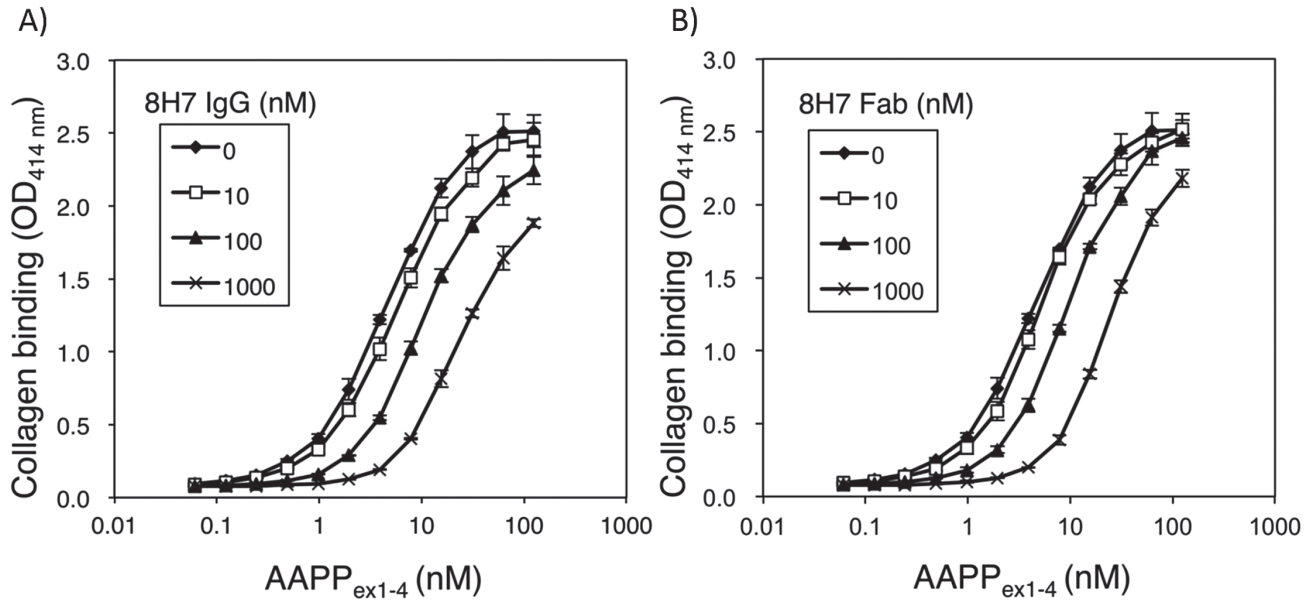 A)
Collagen binding (OD414 nm)
3.0
2.5
2.0
1.5
1.0
0.5
0.0
8H7 IgG (nM)
0
10
100
1000
0.01 0.1 1 10 100 1000
AAPPex1-4 (nM)
B)
Collagen binding (OD414 nm)
3.0
2.5
2.0
1.5
1.0
0.5
0.0
8H7 Fab (nM)
0
10
100
1000
0.01 0.1 1 10 100 1000
AAPPex1-4 (nM)